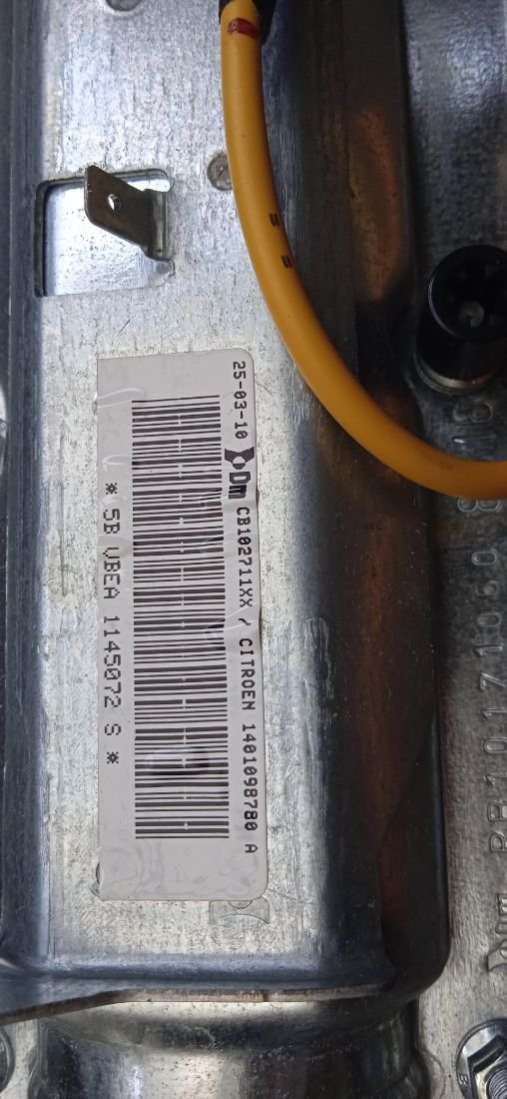 25-03-10 Dm CB102711XX / CITROEN 1401098780 A
* 5B VBEA 1145072 S *